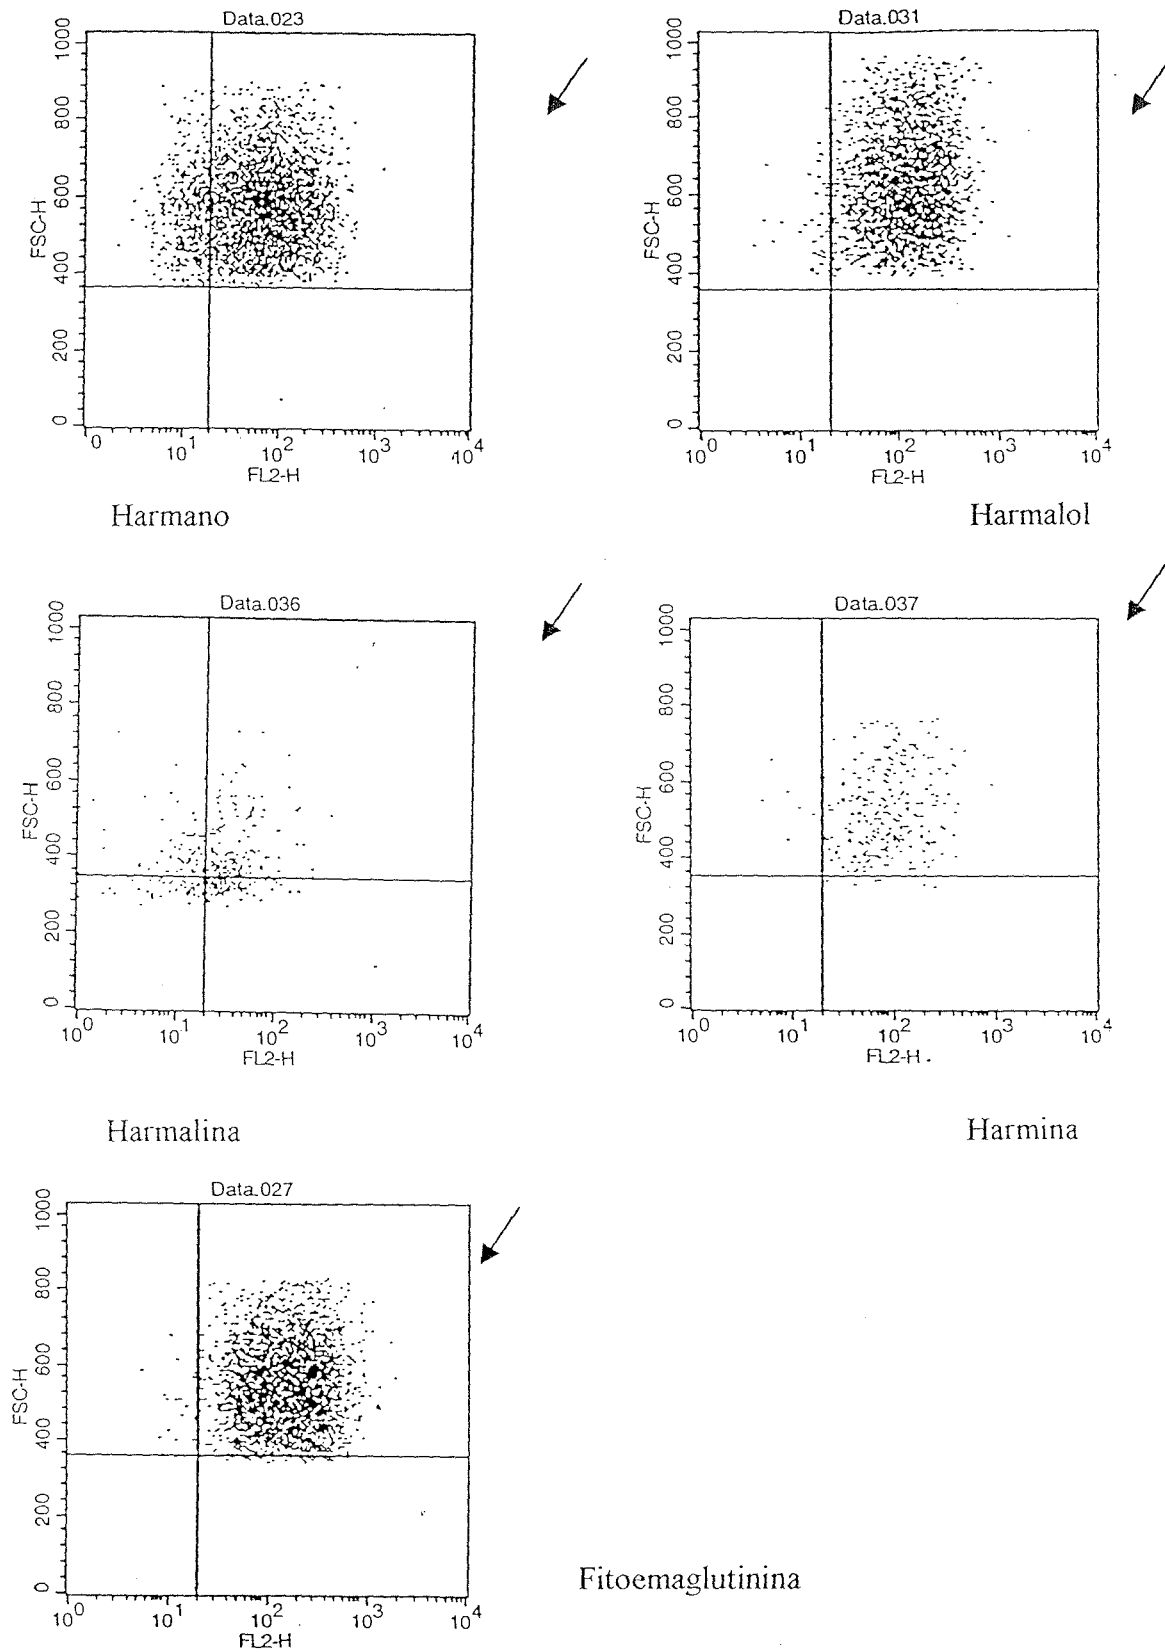 Data.023
1000
800
600
400
200
0
FSC-H
0
10¹
10²
10³
10⁴
FL2-H
Harmano
Data.031
1000
800
600
400
200
0
FSC-H
10⁰
10¹
10²
10³
10⁴
FL2-H
Harmalol
Data.036
1000
800
600
400
200
0
FSC-H
10⁰
10¹
10²
10³
10⁴
FL2-H
Harmalina
Data.037
1000
800
600
400
200
0
FSC-H
10⁰
10¹
10²
10³
10⁴
FL2-H
Harmina
Data.027
1000
800
600
400
200
0
FSC-H
10⁰
10¹
10²
10³
10⁴
FL2-H
Fitoemaglutinina